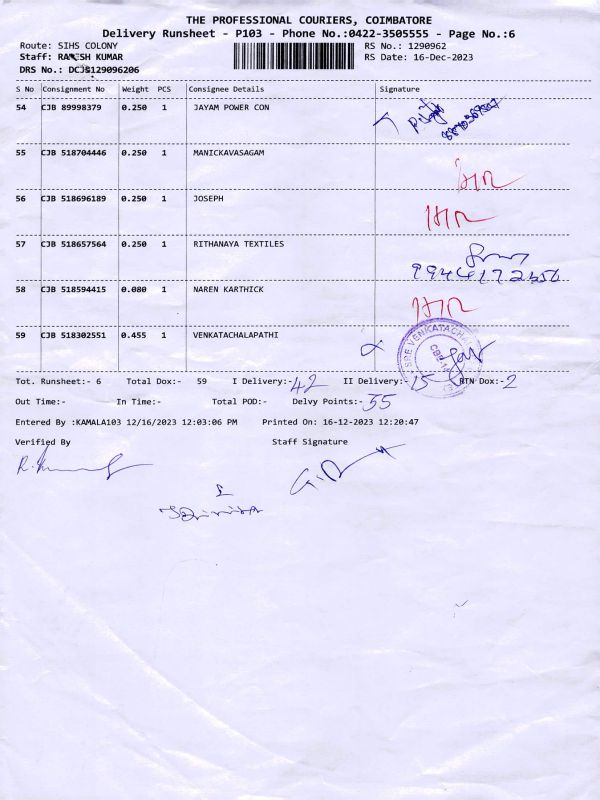 THE PROFESSIONAL COURIERS, COIMBATORE
Delivery Runsheet - P103 - Phone No.:0422-3505555 - Page No.:6
Route: SIHS COLONY
RS No.: 1290962
Staff: RAMESH KUMAR
RS Date: 16-Dec-2023
DRS No.: DCJS129096206
S No Consignment No Weight PCS Consignee Details Signature
54 CJB 89998379 0.250 1 JAYAM POWER CON
55 CJB 518704446 0.250 1 MANICKAVASAGAM
56 CJB 518696189 0.250 1 JOSEPH
57 CJB 518657564 0.250 1 RITHANAYA TEXTILES
58 CJB 518594415 0.080 1 NAREN KARTHICK
59 CJB 518302551 0.455 1 VENKATACHALAPATHI
SRE VENKATACHA
Tot. Runsheet:- 6 Total Dox:- 59 I Delivery:-42 II Delivery:-15 RTN Dox:-2
Out Time:- In Time:- Total POD:- Delvy Points:-55
Entered By :KAMALA103 12/16/2023 12:03:06 PM Printed On: 16-12-2023 12:20:47
Verified By Staff Signature